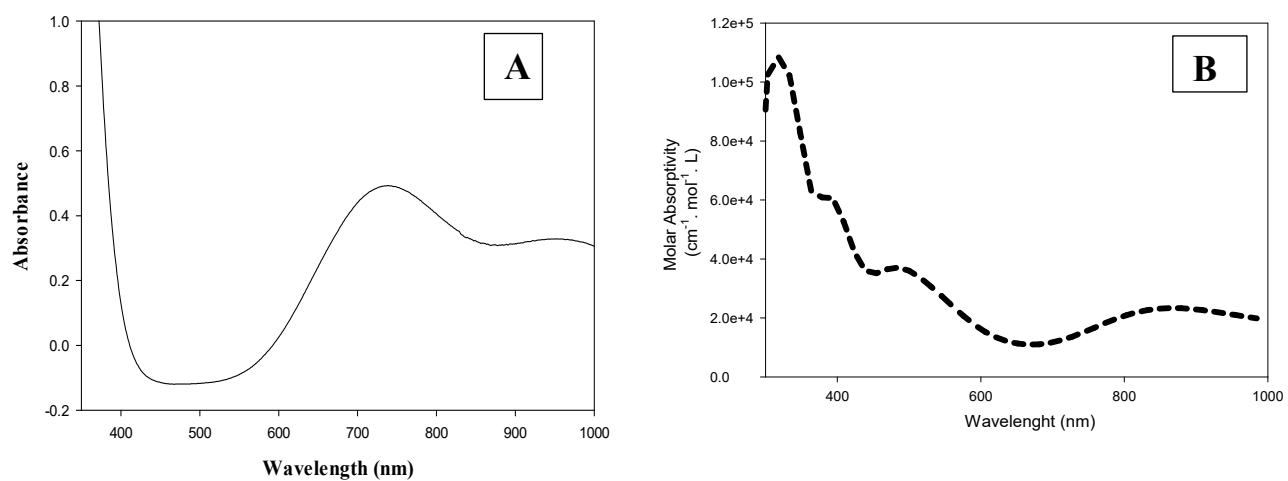 A
1.0
0.8
0.6
0.4
0.2
0.0
-0.2
Absorbance
400 500 600 700 800 900 1000
Wavelength (nm)
B
1.2e+5
1.0e+5
8.0e+4
6.0e+4
4.0e+4
2.0e+4
0.0
Molar Absorptivity
(cm⁻¹. mol⁻¹. L)
400 600 800 1000
Wavelenght (nm)